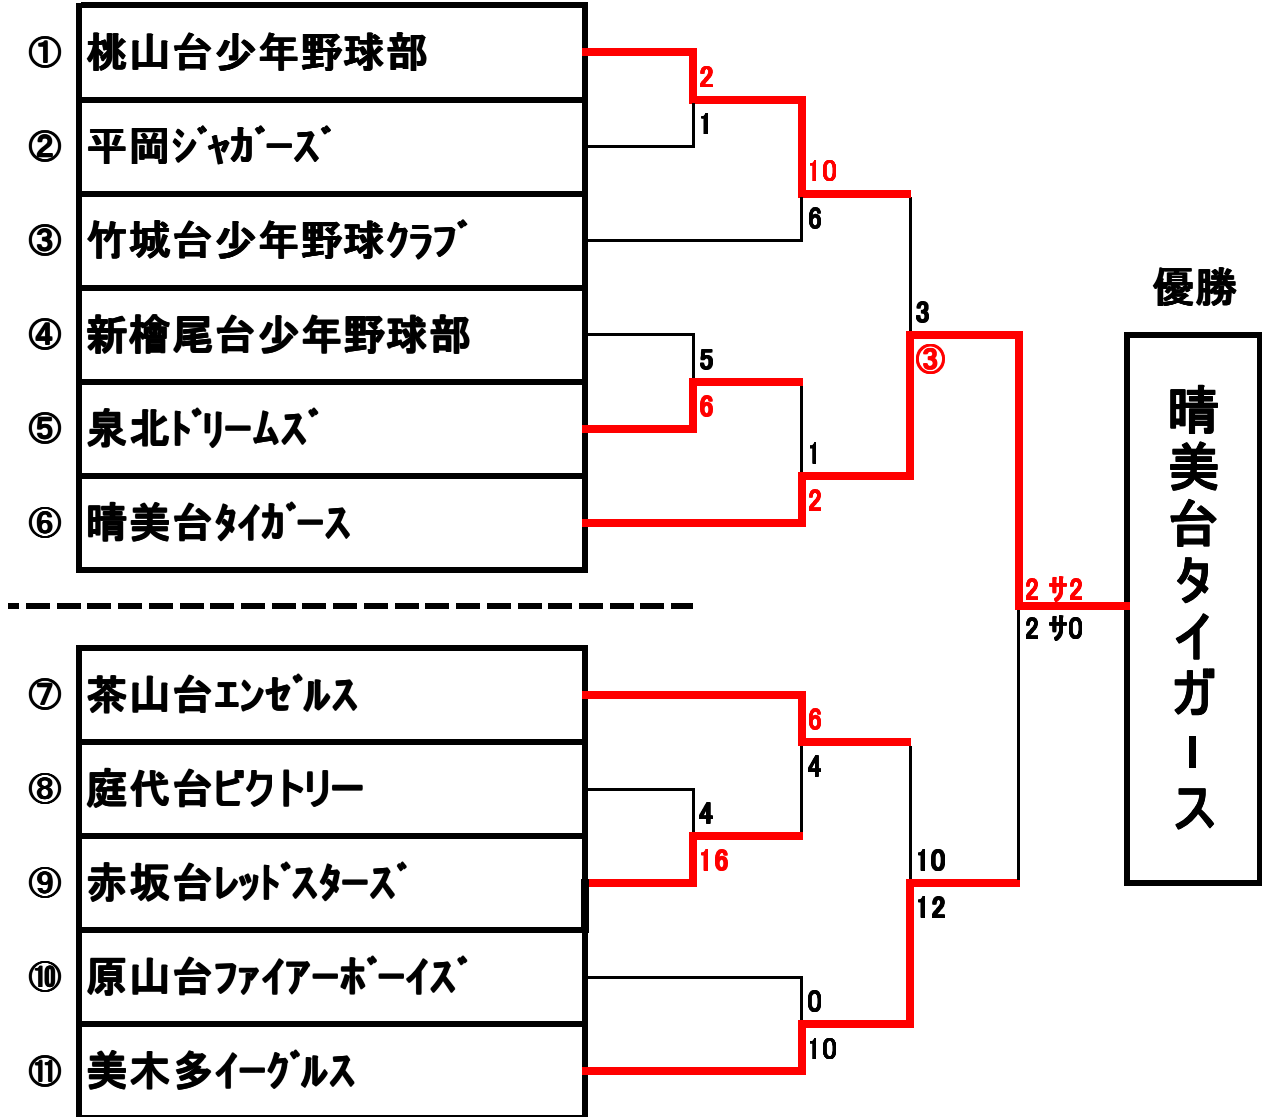 ① 桃山台少年野球部
2
1
② 平岡ｼﾞｬｶﾞｰｽﾞ
10
6
③ 竹城台少年野球ｸﾗﾌﾞ
優勝
④ 新檜尾台少年野球部
3
③
5
6
⑤ 泉北ﾄﾞﾘｰﾑｽﾞ
1
2
⑥ 晴美台ﾀｲｶﾞｰｽ
晴美台タイガース
2 ｻ2
2 ｻ0
⑦ 茶山台ｴﾝｾﾞﾙｽ
6
4
⑧ 庭代台ビクトリー
4
16
⑨ 赤坂台ﾚｯﾄﾞｽﾀｰｽﾞ
10
12
⑩ 原山台ﾌｧｲｱｰﾎﾞｰｲｽﾞ
0
10
⑪ 美木多ｲｰｸﾞﾙｽ